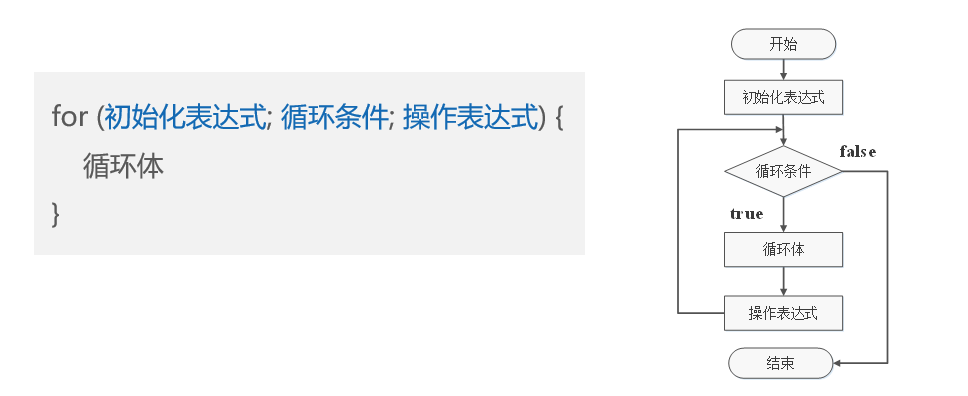 for (初始化表达式; 循环条件; 操作表达式) {
循环体
}
开始
初始化表达式
循环条件
false
true
循环体
操作表达式
结束